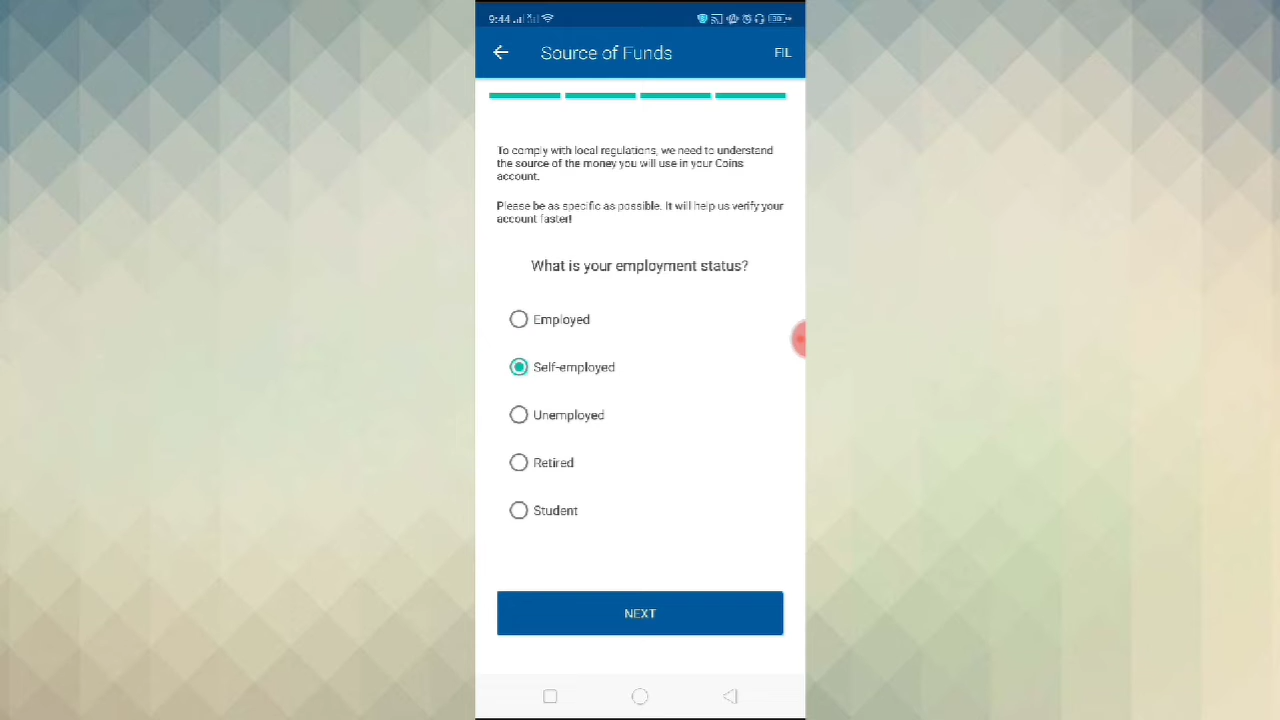 9:44
Source of Funds
FIL
To comply with local regulations, we need to understand
the source of the money you will use in your Coins
account.
Please be as specific as possible. It will help us verify your
account faster!
What is your employment status?
Employed
Self-employed
Unemployed
Retired
Student
NEXT